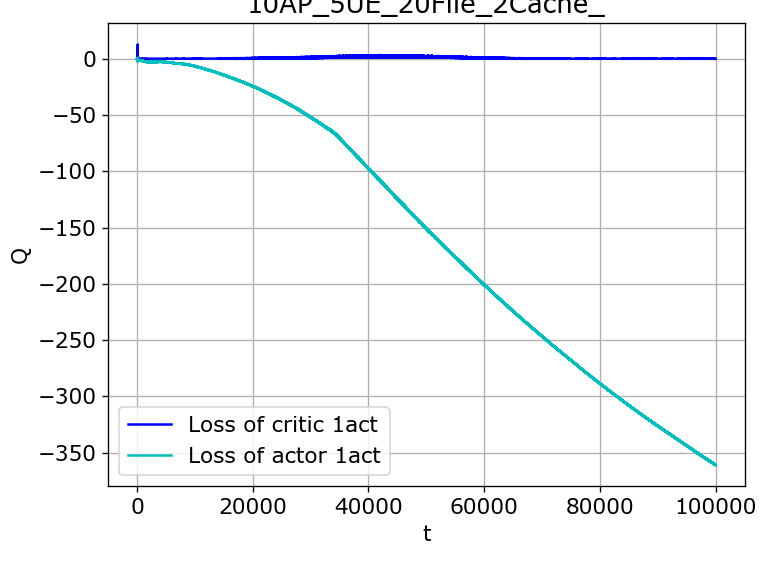 10AP_5UE_20File_2Cache_
0
−50
−100
−150
−200
−250
−300
−350
Q
Loss of critic 1act
Loss of actor 1act
0 20000 40000 60000 80000 100000
t